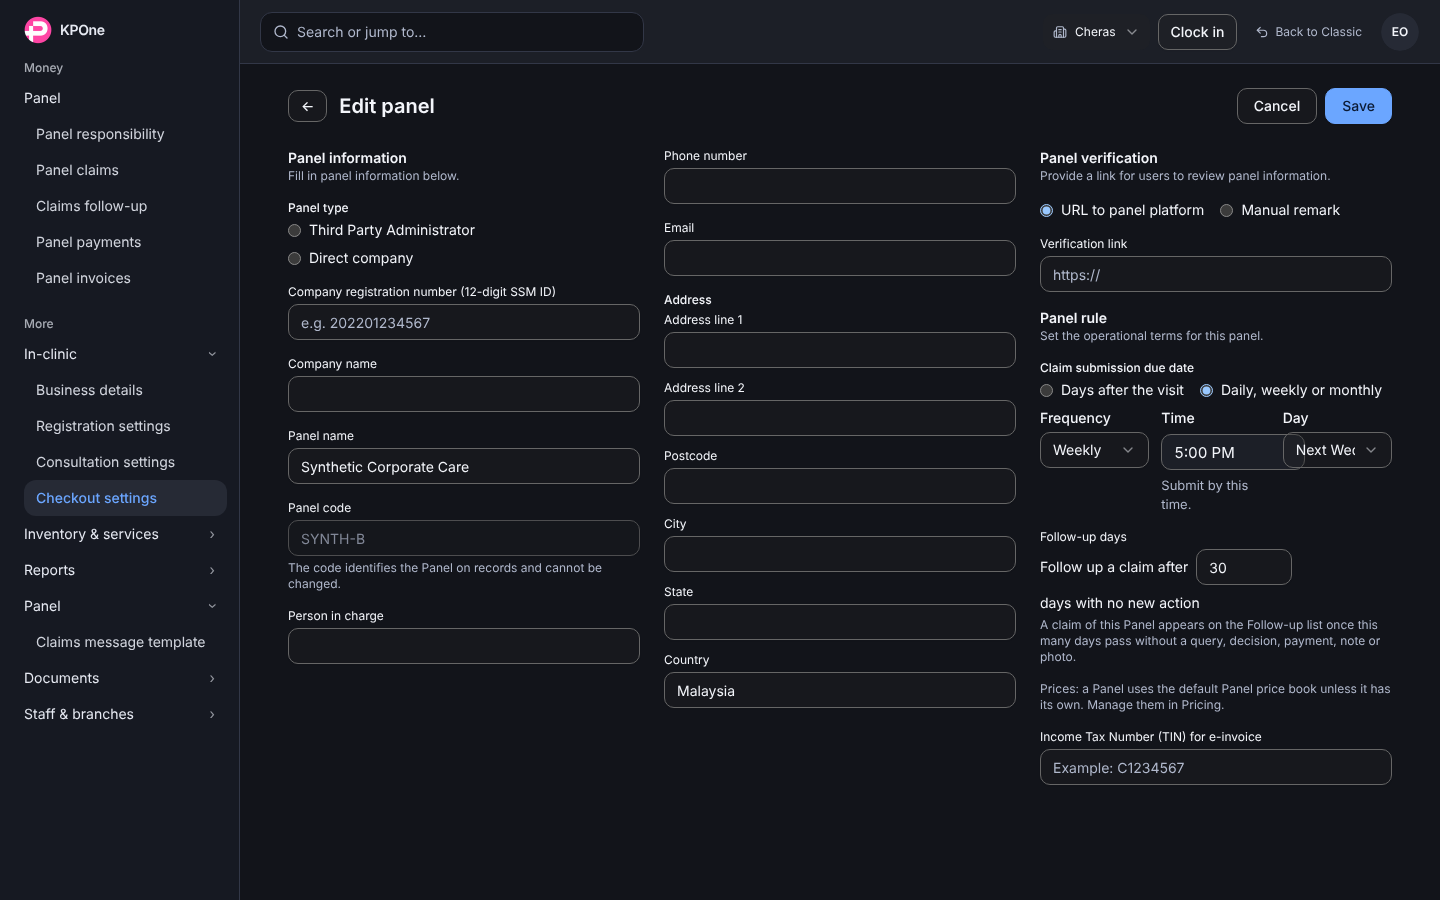 KPOne
Search or jump to...
Cheras
Clock in
Back to Classic
EO
Money
Panel
Panel responsibility
Panel claims
Claims follow-up
Panel payments
Panel invoices
More
In-clinic
Business details
Registration settings
Consultation settings
Checkout settings
Inventory & services
Reports
Panel
Claims message template
Documents
Staff & branches
Edit panel
Cancel
Save
Panel information
Fill in panel information below.
Panel type
Third Party Administrator
Direct company
Company registration number (12-digit SSM ID)
e.g. 202201234567
Company name
Panel name
Synthetic Corporate Care
Panel code
SYNTH-B
The code identifies the Panel on records and cannot be
changed.
Person in charge
Phone number
Email
Address
Address line 1
Address line 2
Postcode
City
State
Country
Malaysia
Panel verification
Provide a link for users to review panel information.
URL to panel platform
Manual remark
Verification link
https://
Panel rule
Set the operational terms for this panel.
Claim submission due date
Days after the visit
Daily, weekly or monthly
Frequency
Time
Day
Weekly
5:00 PM
Next Wed
Submit by this
time.
Follow-up days
Follow up a claim after
30
days with no new action
A claim of this Panel appears on the Follow-up list once this
many days pass without a query, decision, payment, note or
photo.
Prices: a Panel uses the default Panel price book unless it has
its own. Manage them in Pricing.
Income Tax Number (TIN) for e-invoice
Example: C1234567